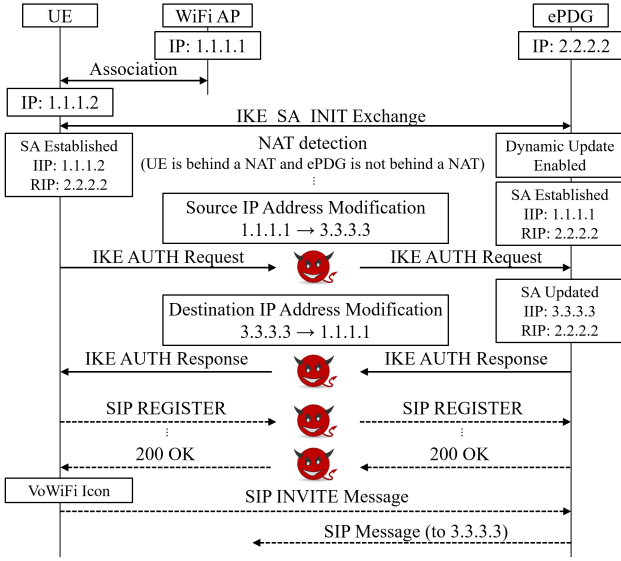 UE
WiFi AP
ePDG
IP: 1.1.1.1
IP: 2.2.2.2
Association
IP: 1.1.1.2
IKE SA INIT Exchange
SA Established
IIP: 1.1.1.2
RIP: 2.2.2.2
NAT detection
(UE is behind a NAT and ePDG is not behind a NAT)
⋮
Dynamic Update
Enabled
SA Established
IIP: 1.1.1.1
RIP: 2.2.2.2
Source IP Address Modification
1.1.1.1 → 3.3.3.3
IKE AUTH Request
IKE AUTH Request
SA Updated
IIP: 3.3.3.3
RIP: 2.2.2.2
Destination IP Address Modification
3.3.3.3 → 1.1.1.1
IKE AUTH Response
IKE AUTH Response
SIP REGISTER
SIP REGISTER
⋮
⋮
200 OK
200 OK
VoWiFi Icon
SIP INVITE Message
SIP Message (to 3.3.3.3)